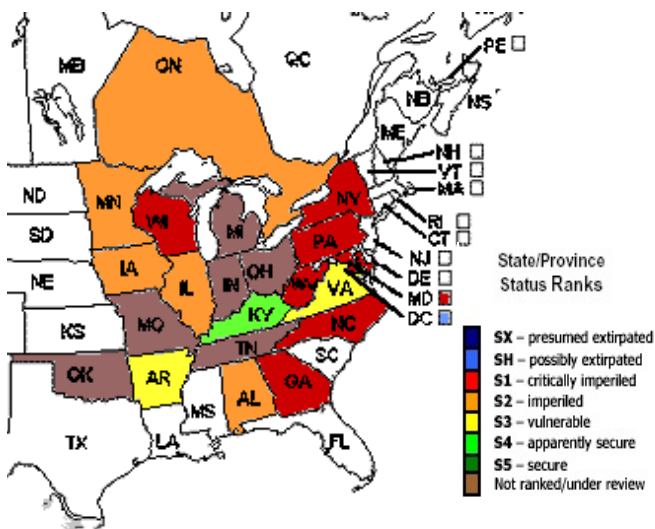 PE
MB
ON
QC
NB
NS
ME
NH
VT
MA
ND
MN
WI
NY
RI
CT
SD
MI
PA
NJ
State/Province
Status Ranks
DE
NE
IA
IL
IN
OH
WV
VA
MD
DC
KY
KS
MO
NC
TN
OK
AR
SC
MS
AL
GA
TX
LA
FL
SX – presumed extirpated
SH – possibly extirpated
S1 – critically imperiled
S2 – imperiled
S3 – vulnerable
S4 – apparently secure
S5 – secure
Not ranked/under review